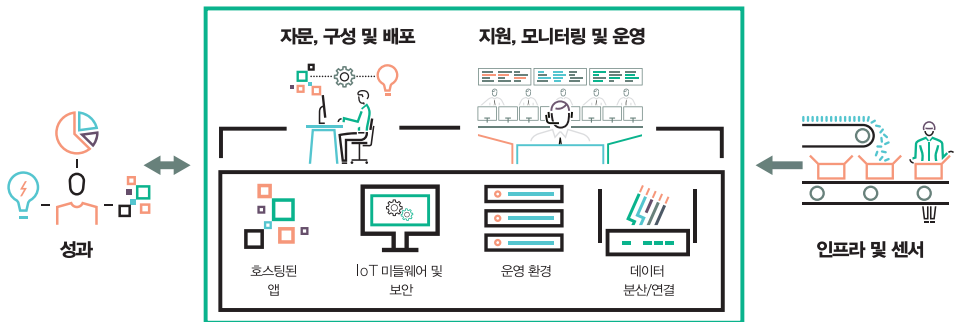 자문, 구성 및 배포
지원, 모니터링 및 운영
성과
호스팅된
앱
IoT 미들웨어 및
보안
운영 환경
데이터
분산/연결
인프라 및 센서